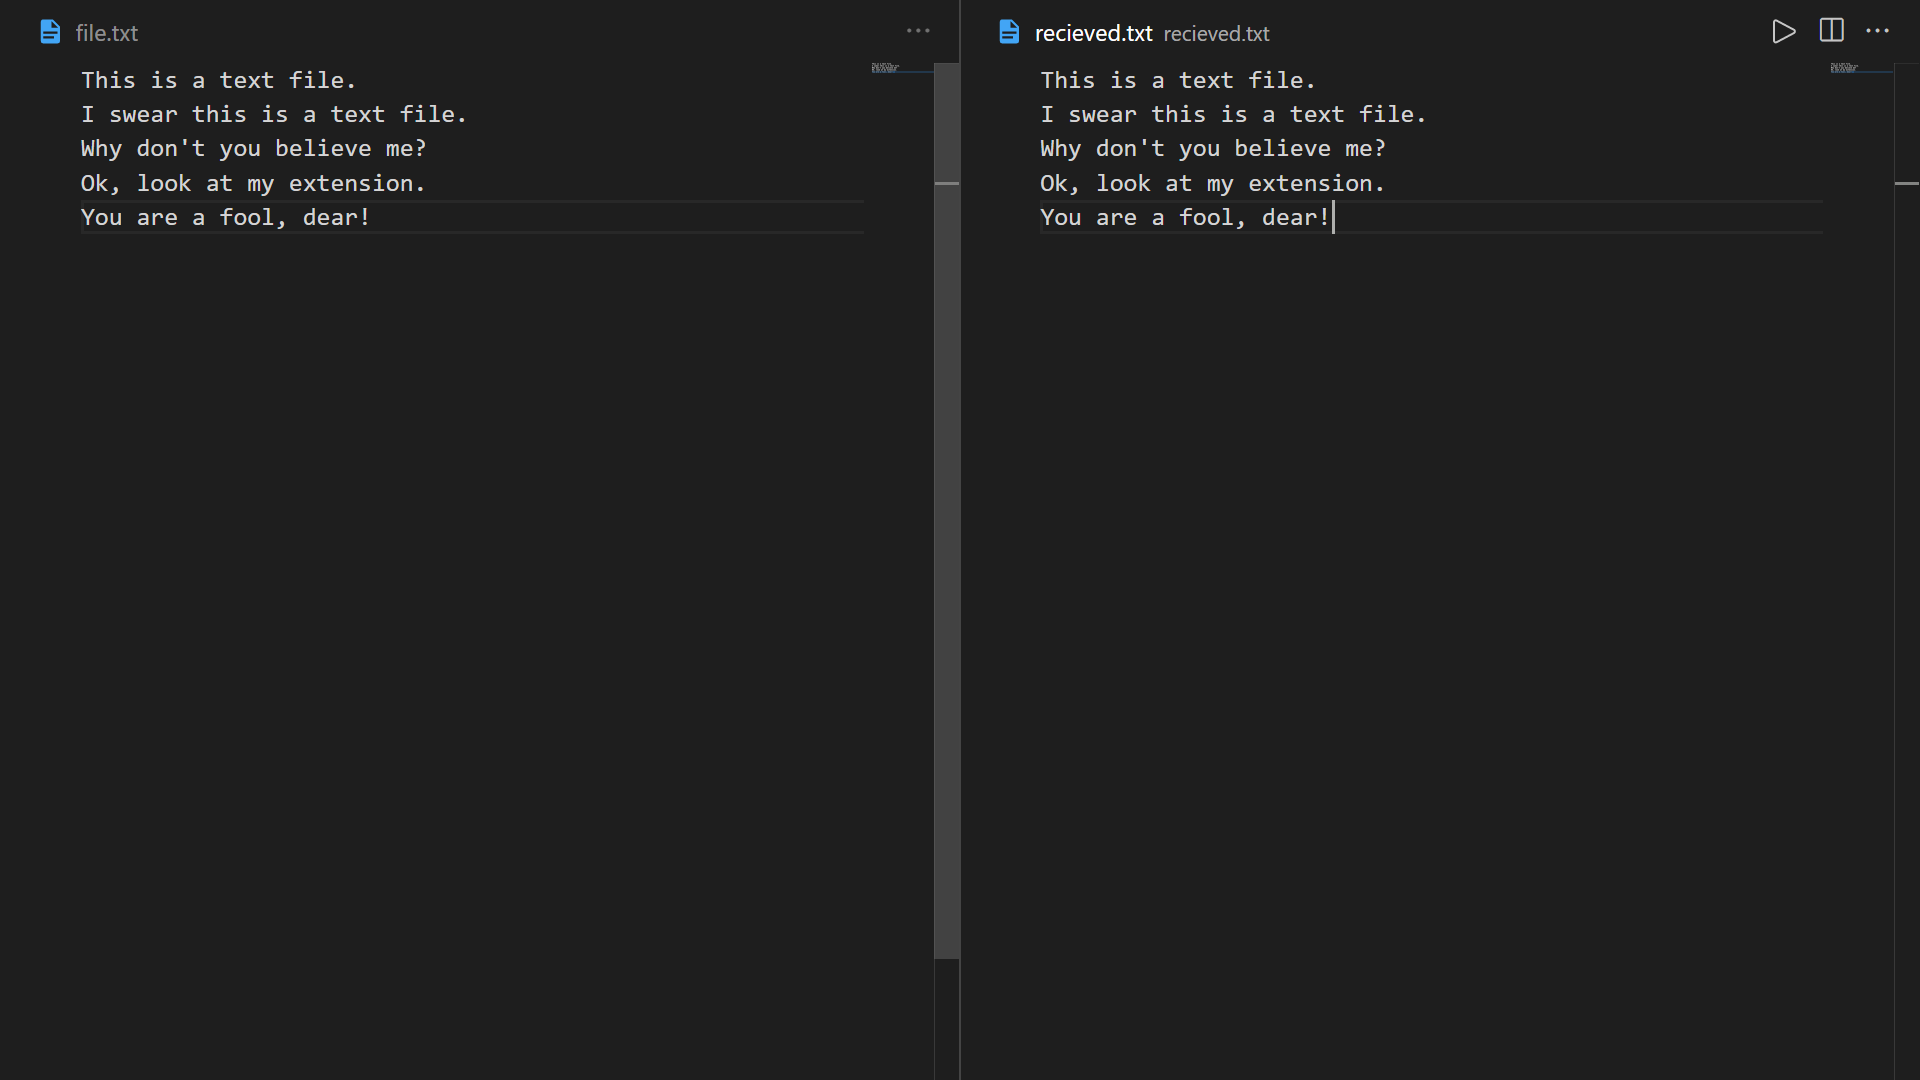 file.txt
This is a text file.
I swear this is a text file.
Why don't you believe me?
Ok, look at my extension.
You are a fool, dear!
recieved.txt recieved.txt
This is a text file.
I swear this is a text file.
Why don't you believe me?
Ok, look at my extension.
You are a fool, dear!